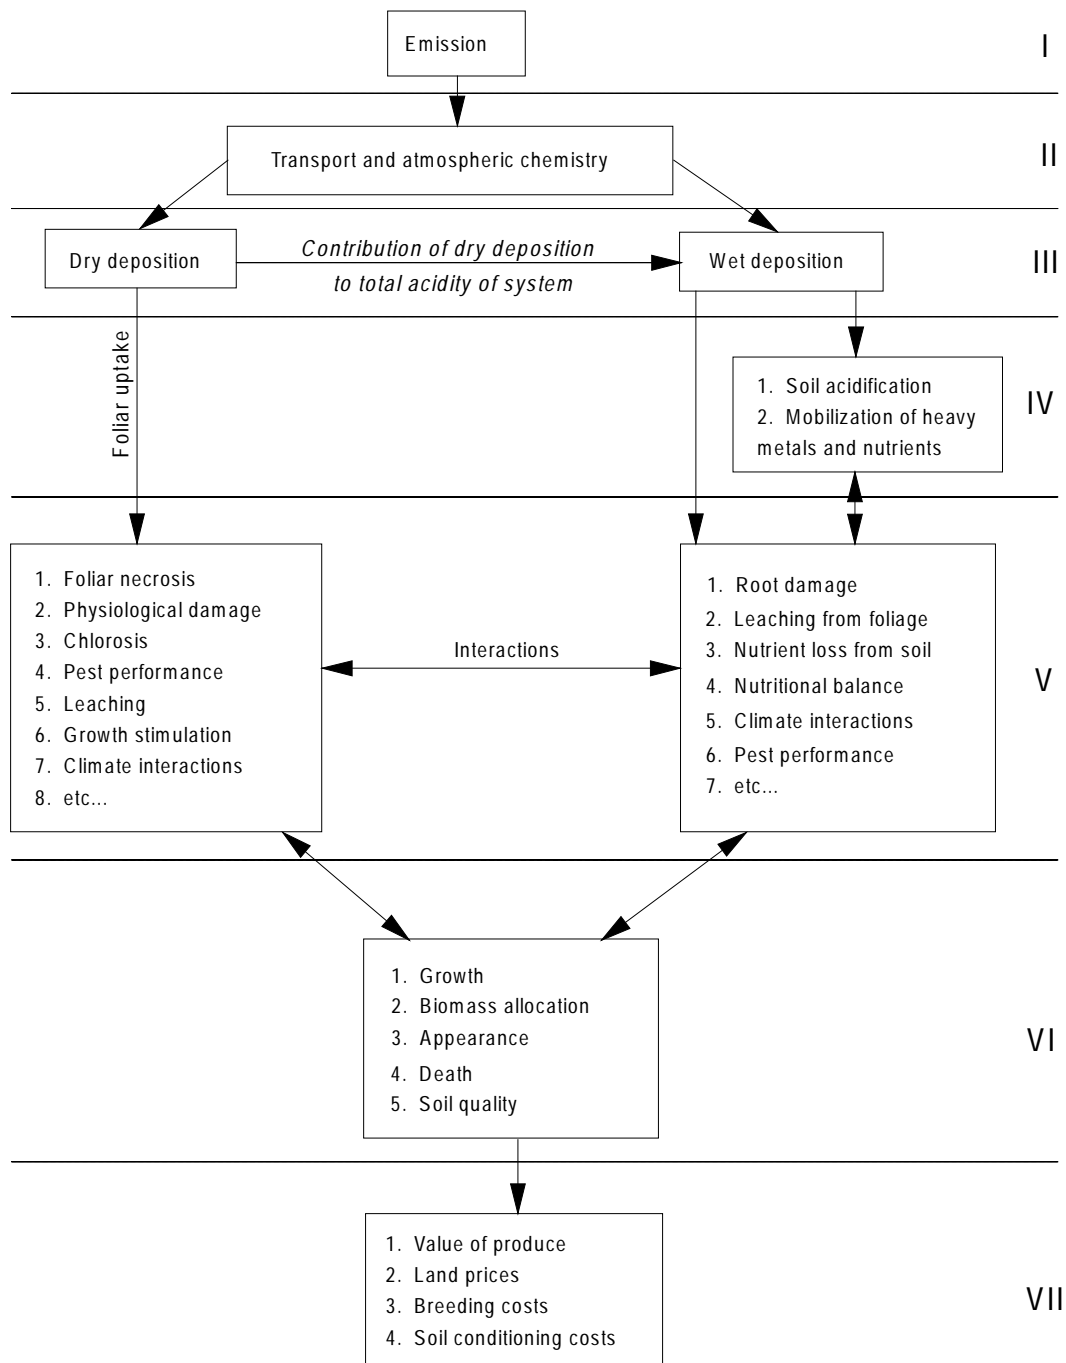 Emission
I
Transport and atmospheric chemistry
II
Dry deposition
Contribution of dry deposition
to total acidity of system
Wet deposition
III
Foliar uptake
1. Soil acidification
2. Mobilization of heavy
metals and nutrients
IV
1. Foliar necrosis
2. Physiological damage
3. Chlorosis
4. Pest performance
5. Leaching
6. Growth stimulation
7. Climate interactions
8. etc...
Interactions
1. Root damage
2. Leaching from foliage
3. Nutrient loss from soil
4. Nutritional balance
5. Climate interactions
6. Pest performance
7. etc...
V
1. Growth
2. Biomass allocation
3. Appearance
4. Death
5. Soil quality
VI
1. Value of produce
2. Land prices
3. Breeding costs
4. Soil conditioning costs
VII